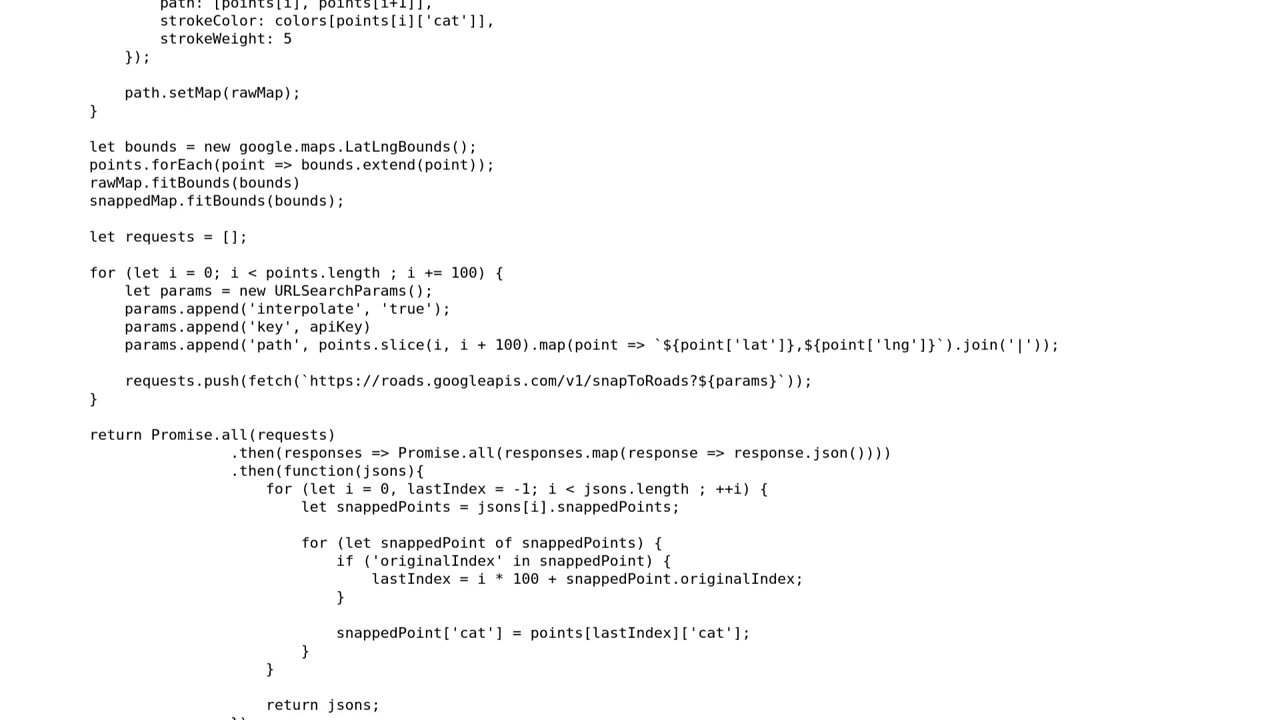 path: [points[i], points[i+1]],
strokeColor: colors[points[i]['cat']],
strokeWeight: 5
});
path.setMap(rawMap);
}
let bounds = new google.maps.LatLngBounds();
points.forEach(point => bounds.extend(point));
rawMap.fitBounds(bounds)
snappedMap.fitBounds(bounds);
let requests = [];
for (let i = 0; i < points.length ; i += 100) {
let params = new URLSearchParams();
params.append('interpolate', 'true');
params.append('key', apiKey)
params.append('path', points.slice(i, i + 100).map(point => `${point['lat']},${point['lng']}`).join('|'));
requests.push(fetch(`https://roads.googleapis.com/v1/snapToRoads?${params}`));
}
return Promise.all(requests)
.then(responses => Promise.all(responses.map(response => response.json())))
.then(function(jsons){
for (let i = 0, lastIndex = -1; i < jsons.length ; ++i) {
let snappedPoints = jsons[i].snappedPoints;
for (let snappedPoint of snappedPoints) {
if ('originalIndex' in snappedPoint) {
lastIndex = i * 100 + snappedPoint.originalIndex;
}
snappedPoint['cat'] = points[lastIndex]['cat'];
}
}
return jsons;